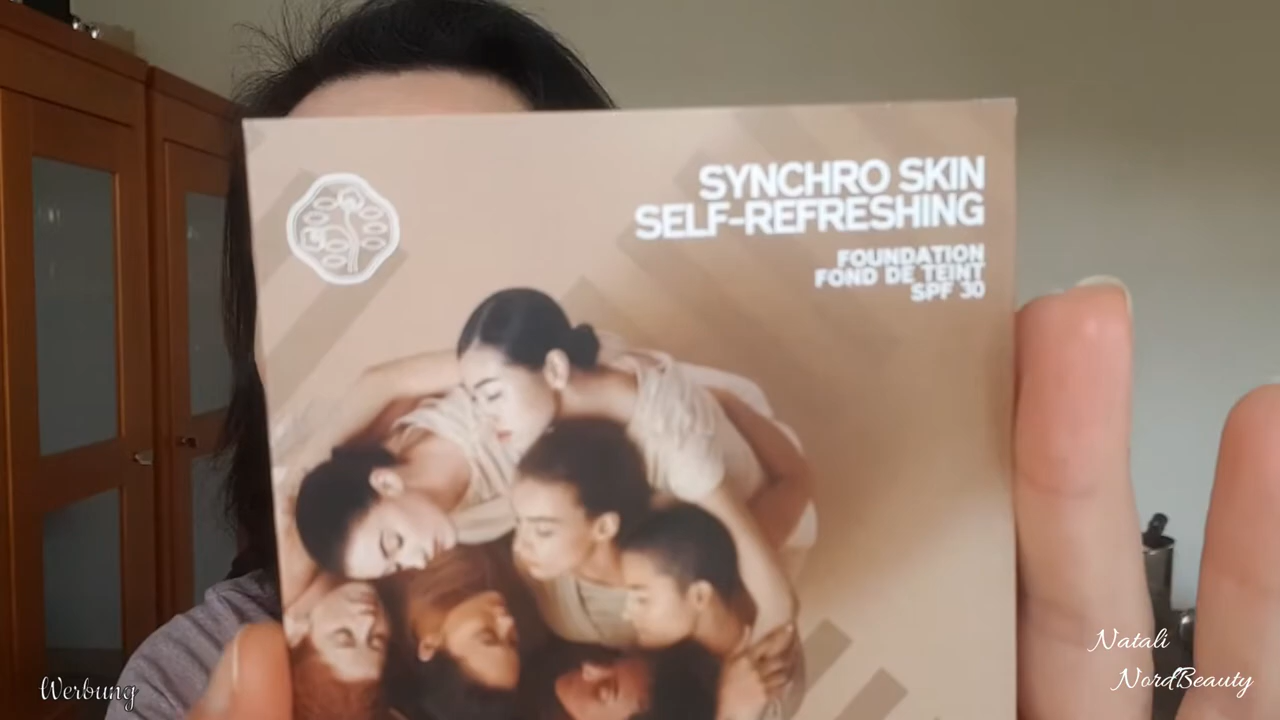 SYNCHRO SKIN
SELF-REFRESHING
FOUNDATION
FOND DE TEINT
SPF 30
Natali
NordBeauty
Werbung